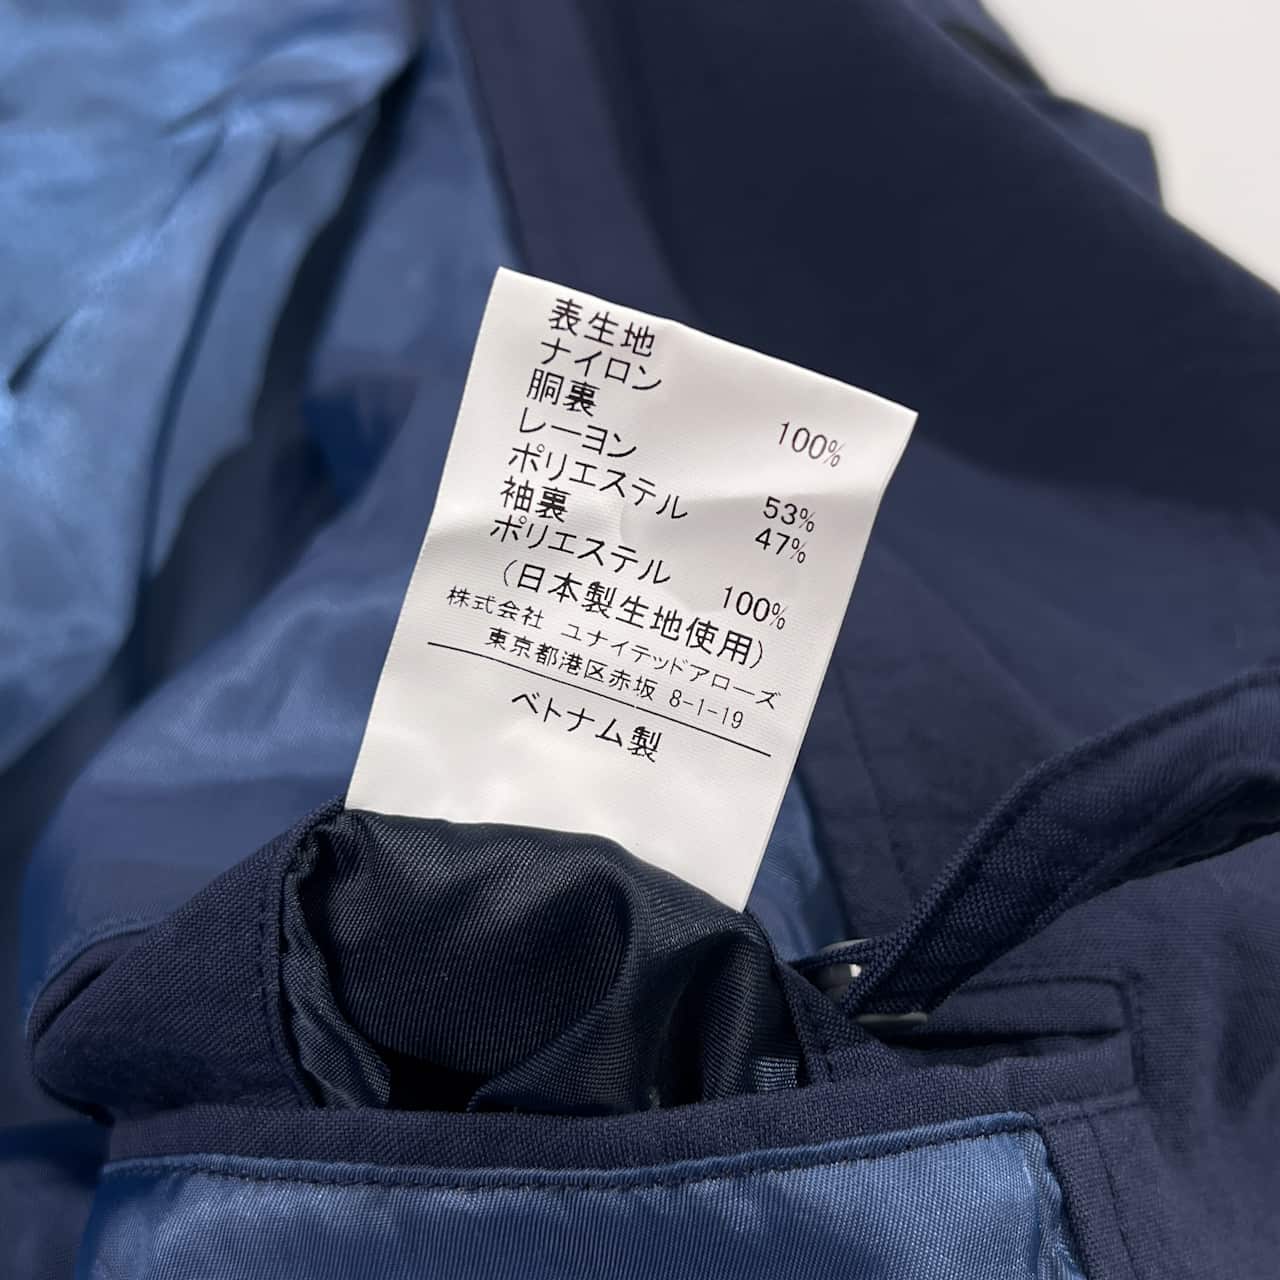 表生地
ナイロン 100%
胴裏
レーヨン 53%
ポリエステル 47%
袖裏
ポリエステル 100%
(日本製生地使用)
株式会社 ユナイテッドアローズ
東京都港区赤坂 8-1-19
ベトナム製